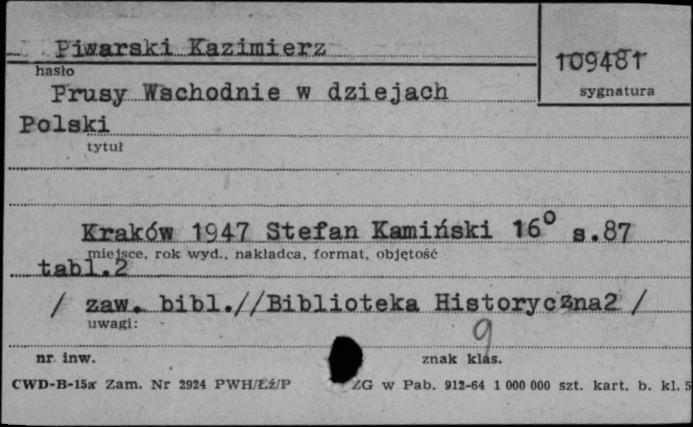 Piwarski Kazimierz
hasło
109481
sygnatura
Prusy Wschodnie w dziejach
Polski
tytuł
Kraków 1947 Stefan Kamiński 16° s.87
miejsce, rok wyd., nakładca, format, objętość
tabl.2
/ zaw. bibl.//Biblioteka Historyczna2 /
uwagi:
9
nr inw.
znak klas.
CWD-B-15a Zam. Nr 2924 PWH/Łź/P ZG w Pab. 912-64 1 000 000 szt. kart. b. kl. 5